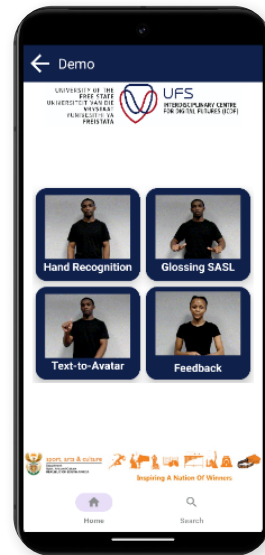 Demo
UNIVERSITY OF THE
FREE STATE
UNIVERSITEIT VAN DIE
VRYSTAAT
YUNIVESITHI YA
FREISTATA
UFS
INTERDISCIPLINARY CENTRE
FOR DIGITAL FUTURES (ICDF)
Hand Recognition
Glossing SASL
Text-to-Avatar
Feedback
sport, arts & culture
Inspiring A Nation Of Winners
Home
Search